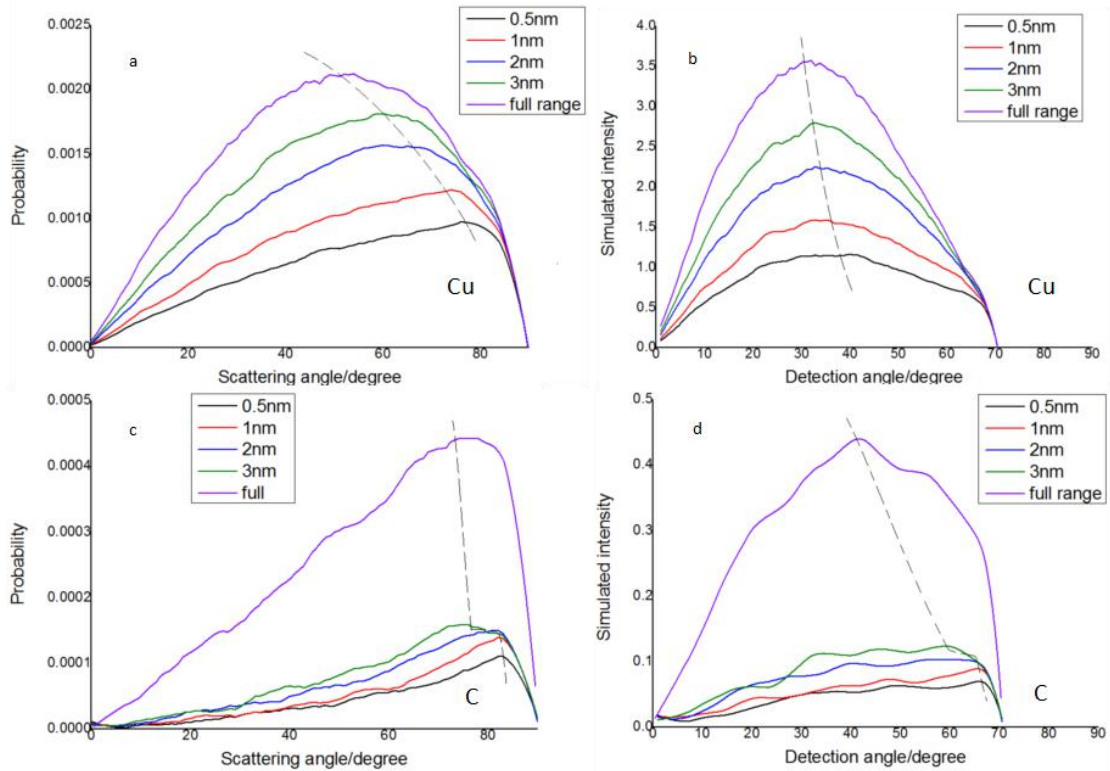 a
0.0025
0.0020
0.0015
0.0010
0.0005
0.0000
Probability
0 20 40 60 80
Scattering angle/degree
0.5nm
1nm
2nm
3nm
full range
Cu
b
4.0
3.5
3.0
2.5
2.0
1.5
1.0
0.5
0.0
Simulated intensity
0 10 20 30 40 50 60 70 80 90
Detection angle/degree
0.5nm
1nm
2nm
3nm
full range
Cu
c
0.0005
0.0004
0.0003
0.0002
0.0001
0.0000
Probability
0 20 40 60 80
Scattering angle/degree
0.5nm
1nm
2nm
3nm
full
C
d
0.5
0.4
0.3
0.2
0.1
0.0
Simulated intensity
0 10 20 30 40 50 60 70 80 90
Detection angle/degree
0.5nm
1nm
2nm
3nm
full range
C